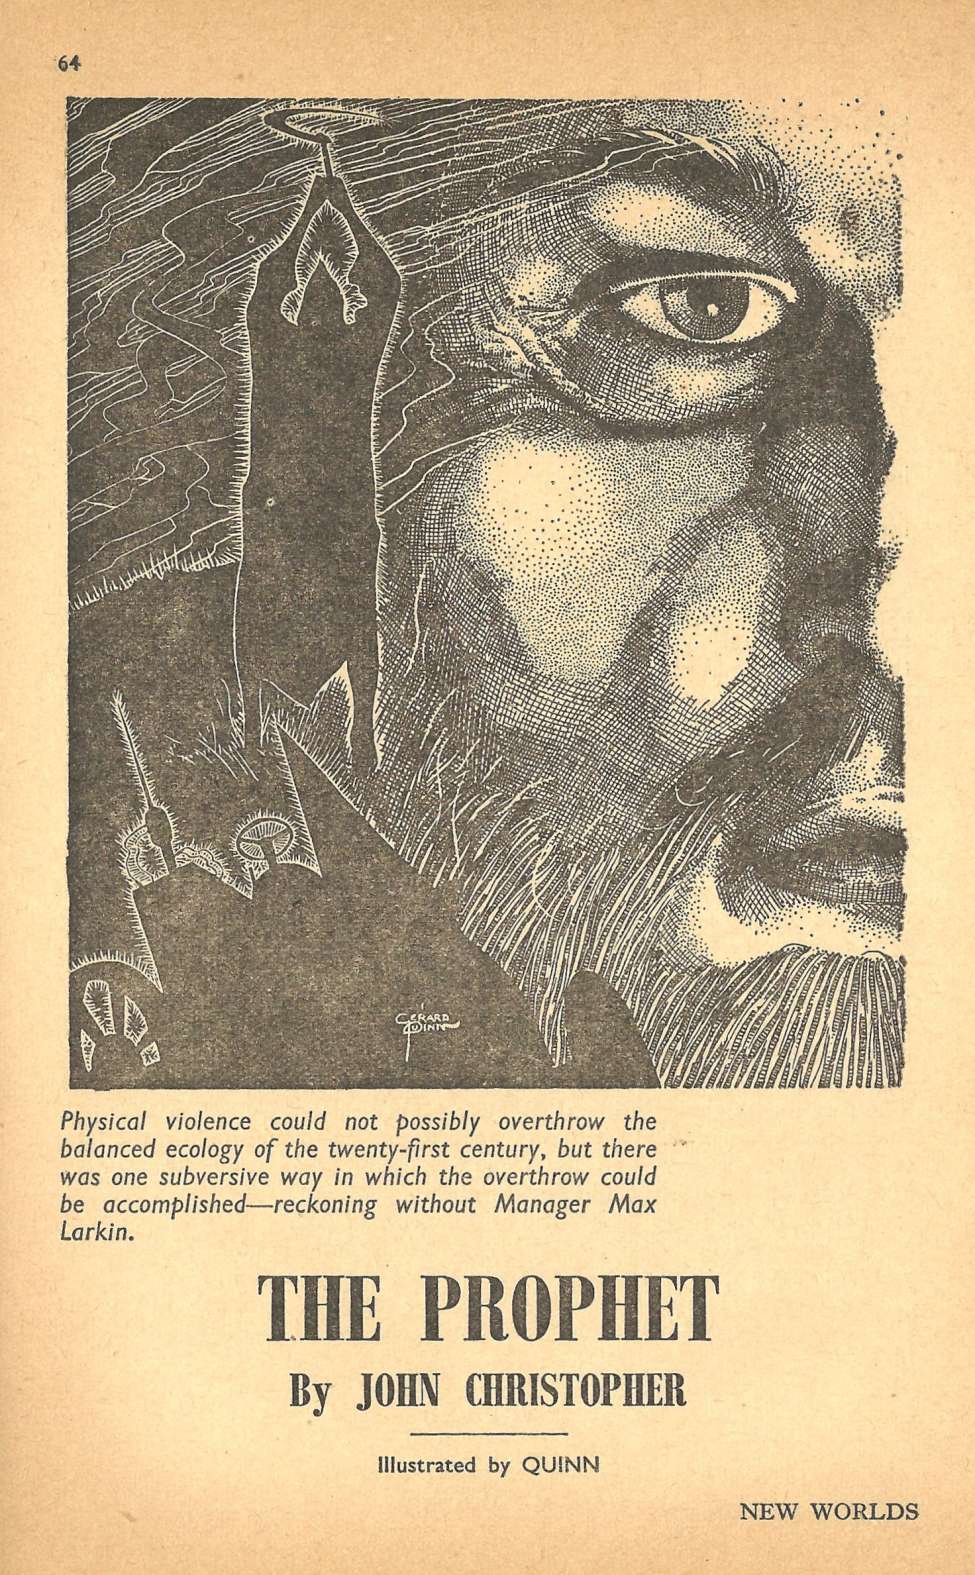 64
GERARD
QUINN
Physical violence could not possibly overthrow the
balanced ecology of the twenty-first century, but there
was one subversive way in which the overthrow could
be accomplished—reckoning without Manager Max
Larkin.
THE PROPHET
By JOHN CHRISTOPHER
Illustrated by QUINN
NEW WORLDS